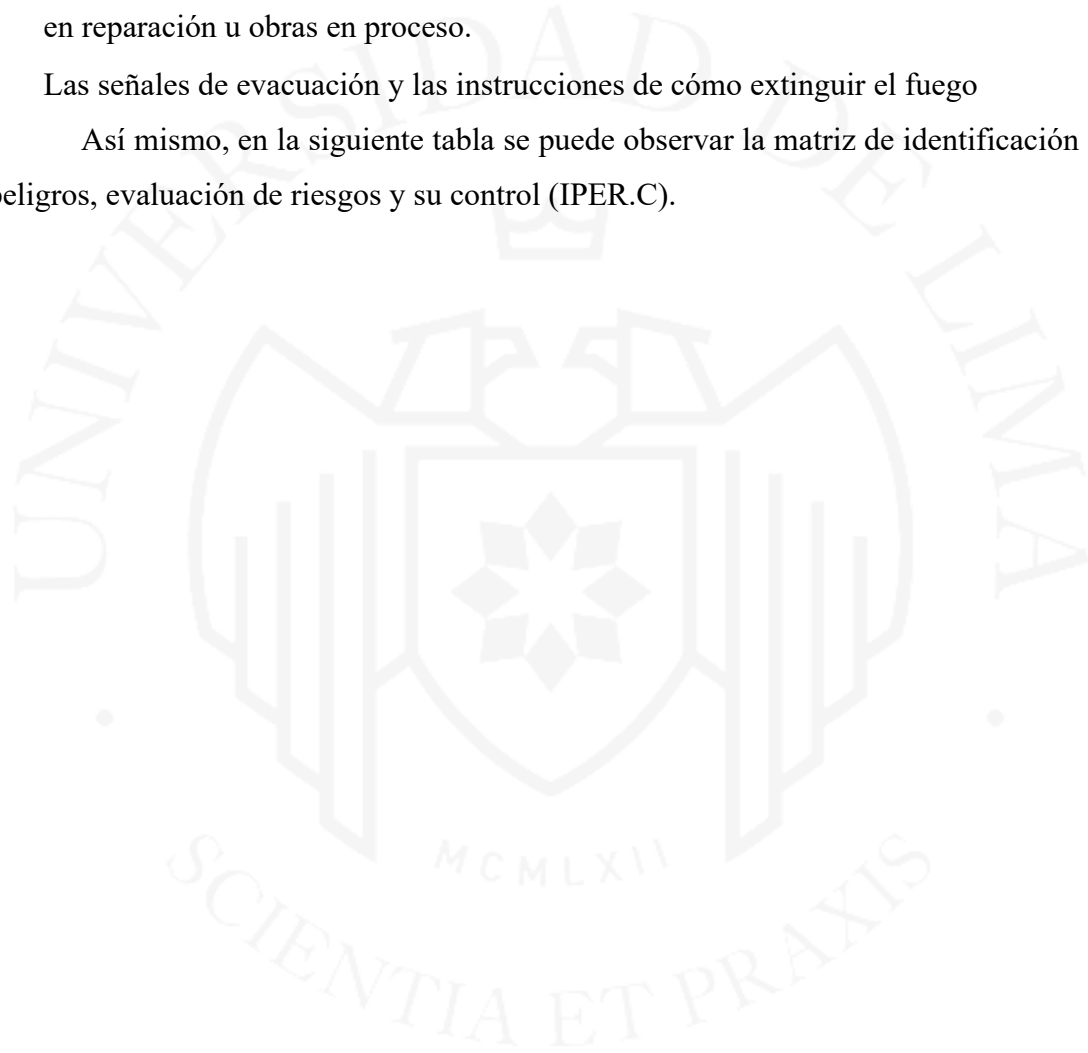 en reparación u obras en proceso.
Las señales de evacuación y las instrucciones de cómo extinguir el fuego
Así mismo, en la siguiente tabla se puede observar la matriz de identificación
peligros, evaluación de riesgos y su control (IPER.C).
UNIVERSIDAD DE LIMA
MCMLXII
SCIENTIA ET PRAXIS